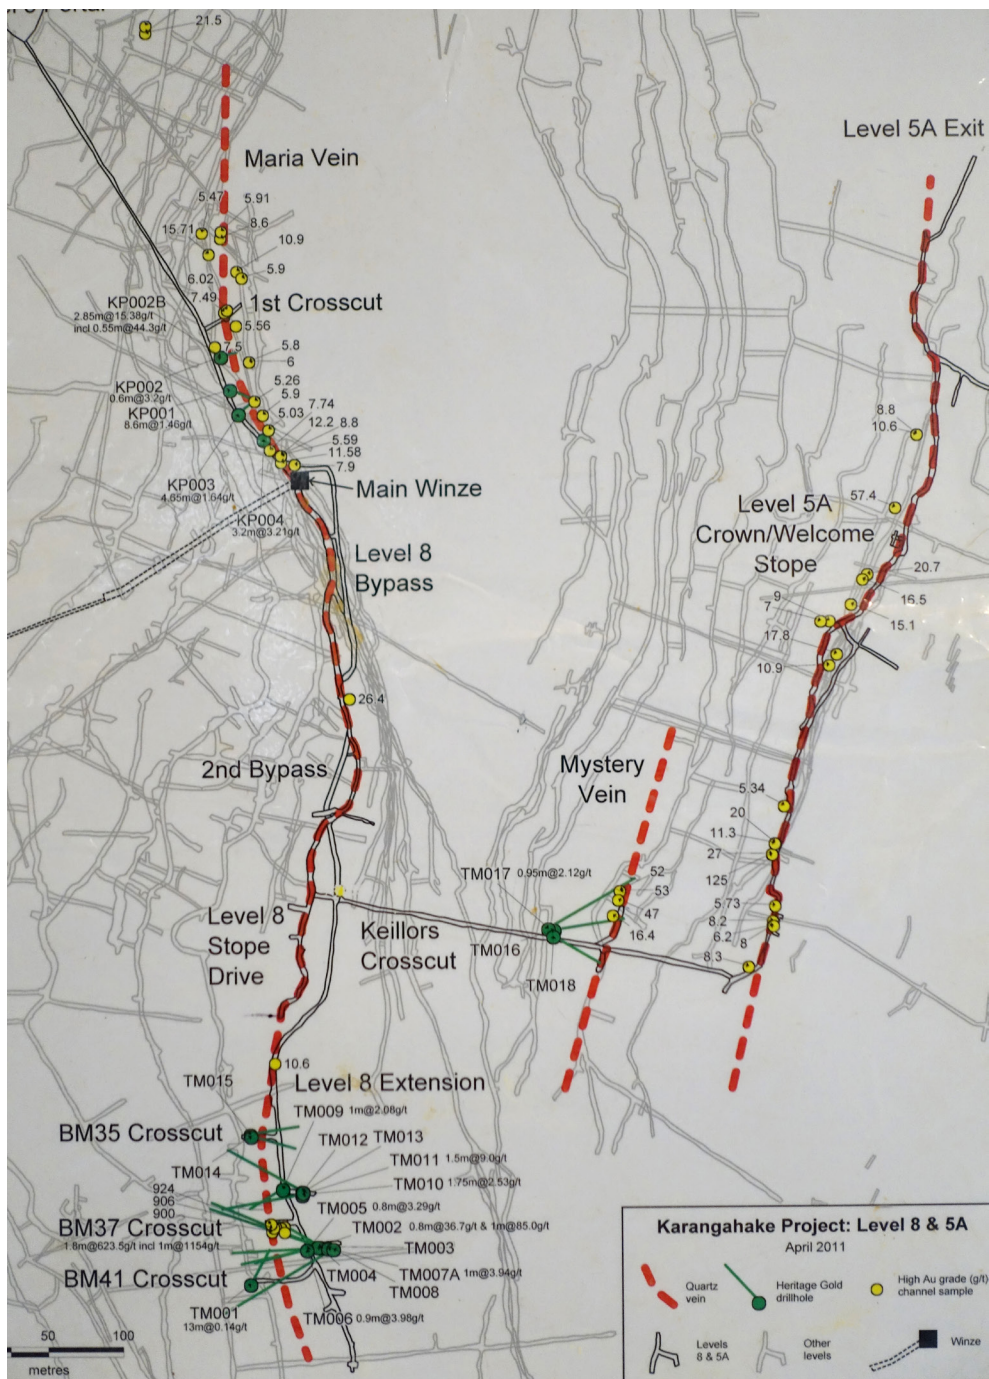 21.5
Level 5A Exit
Maria Vein
5.47
5.91
15.71
8.6
10.9
5.9
6.02
7.49
KP002B
2.85m@15.38g/t
incl 0.55m@44.3g/t
1st Crosscut
5.56
7.5
5.8
6
KP002
0.6m@3.2g/t
KP001
8.6m@1.46g/t
5.26
5.9
5.03
7.74
12.2
8.8
5.59
11.58
7.9
8.8
10.6
KP003
4.65m@1.64g/t
Main Winze
57.4
KP004
3.2m@3.21g/t
Level 5A
Crown/Welcome
Stope
Level 8
Bypass
20.7
9
7
16.5
17.8
15.1
10.9
26.4
2nd Bypass
Mystery
Vein
5.34
20
11.3
27
TM017 0.95m@2.12g/t
52
53
125
47
5.73
8.2
6.2
8
16.4
8.3
Level 8
Stope
Drive
Keillors
Crosscut
TM016
TM018
10.6
TM015
Level 8 Extension
TM009 1m@2.08g/t
BM35 Crosscut
TM012
TM013
TM014
TM011 1.5m@9.0g/t
TM010 1.75m@2.53g/t
924
906
900
TM005 0.8m@3.29g/t
BM37 Crosscut
1.8m@623.5g/t incl 1m@1154g/t
TM002 0.8m@36.7g/t & 1m@85.0g/t
TM003
BM41 Crosscut
TM004
TM007A 1m@3.94g/t
TM008
TM001
13m@0.14g/t
TM006 0.9m@3.98g/t
50
100
metres
Karangahake Project: Level 8 & 5A
April 2011
Quartz
vein
Heritage Gold
drillhole
High Au grade (g/t)
channel sample
Levels
8 & 5A
Other
levels
Winze